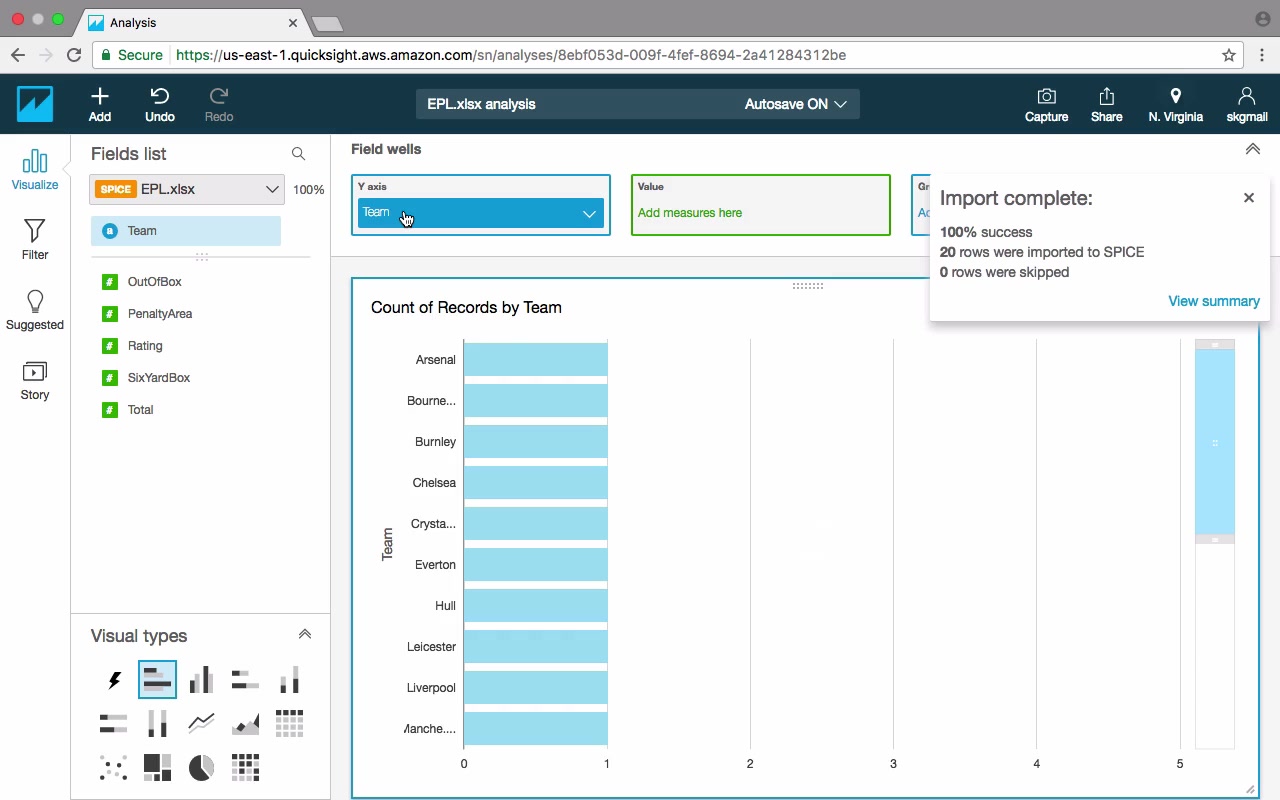 Analysis
Secure
https://us-east-1.quicksight.aws.amazon.com/sn/analyses/8ebf053d-009f-4fef-8694-2a41284312be
Add
Undo
Redo
EPL.xlsx analysis
Autosave ON
Capture
Share
N. Virginia
skgmail
Visualize
Filter
Suggested
Story
Fields list
SPICE EPL.xlsx
100%
a Team
# OutOfBox
# PenaltyArea
# Rating
# SixYardBox
# Total
Visual types
Field wells
Y axis
Team
Value
Add measures here
Import complete:
100% success
20 rows were imported to SPICE
0 rows were skipped
View summary
Count of Records by Team
Team
Arsenal
Bourne...
Burnley
Chelsea
Crysta...
Everton
Hull
Leicester
Liverpool
Manche....
0 1 2 3 4 5